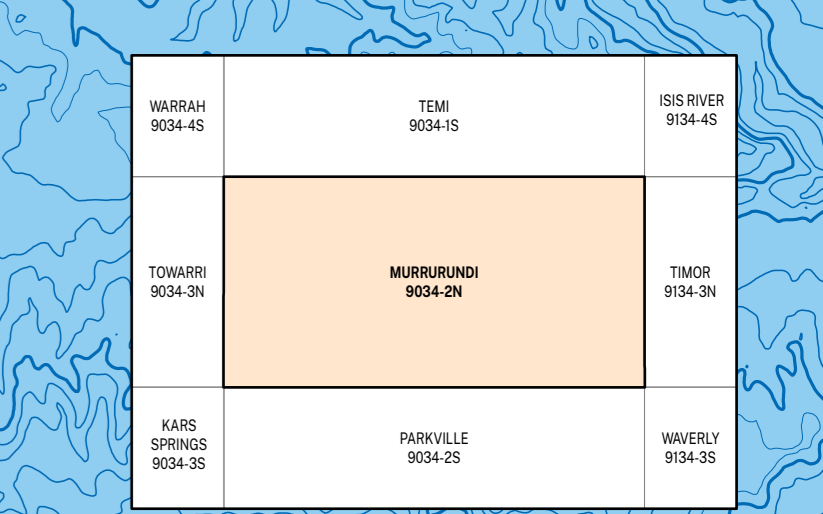 WARRAH
9034-4S
TEMI
9034-1S
ISIS RIVER
9134-4S
TOWARRI
9034-3N
MURRURUNDI
9034-2N
TIMOR
9134-3N
KARS
SPRINGS
9034-3S
PARKVILLE
9034-2S
WAVERLY
9134-3S